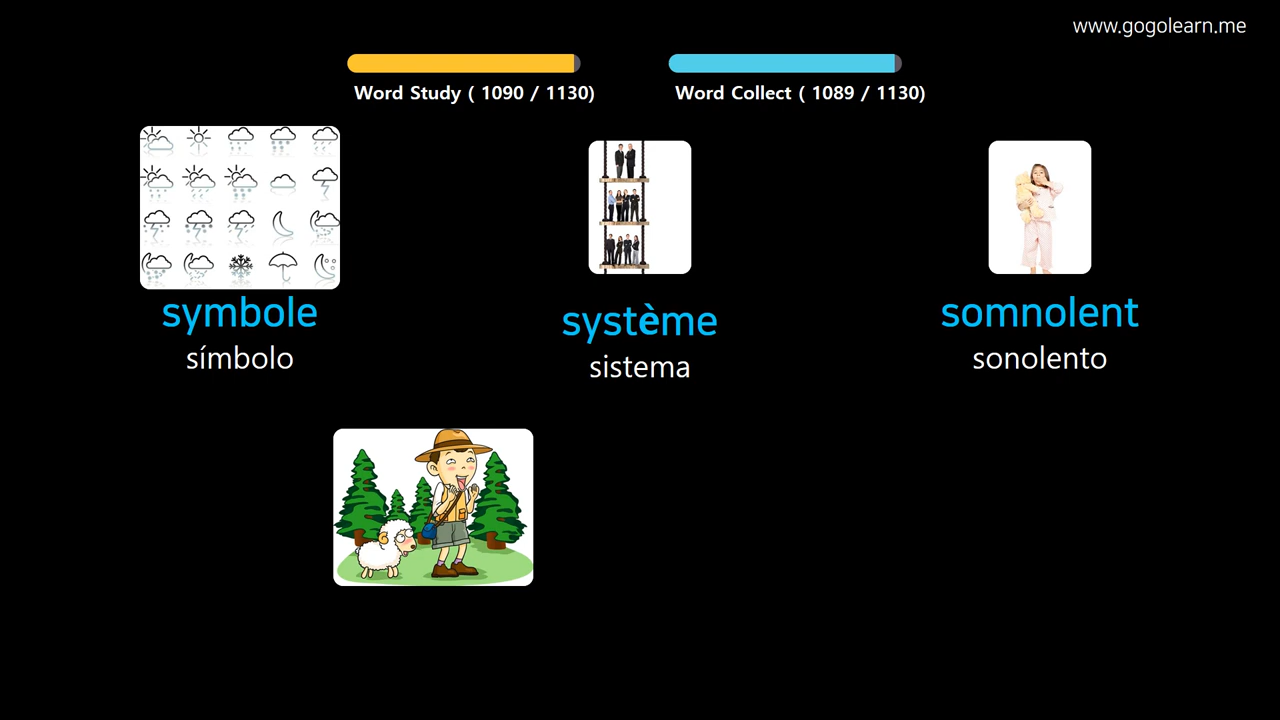 www.gogolearn.me
Word Study ( 1090 / 1130)
Word Collect ( 1089 / 1130)
symbole
símbolo
système
sistema
somnolent
sonolento